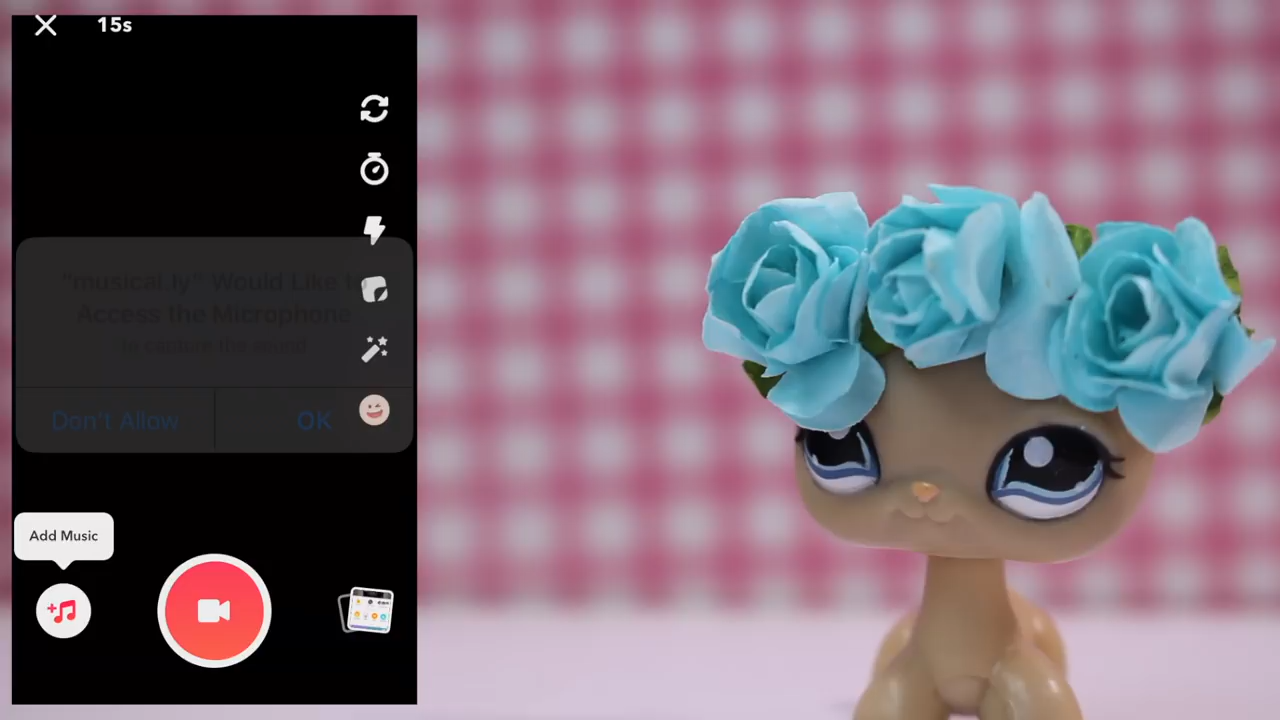 15s
"musical.ly" Would Like to
Access the Microphone
to capture the sound
Don't Allow
OK
Add Music